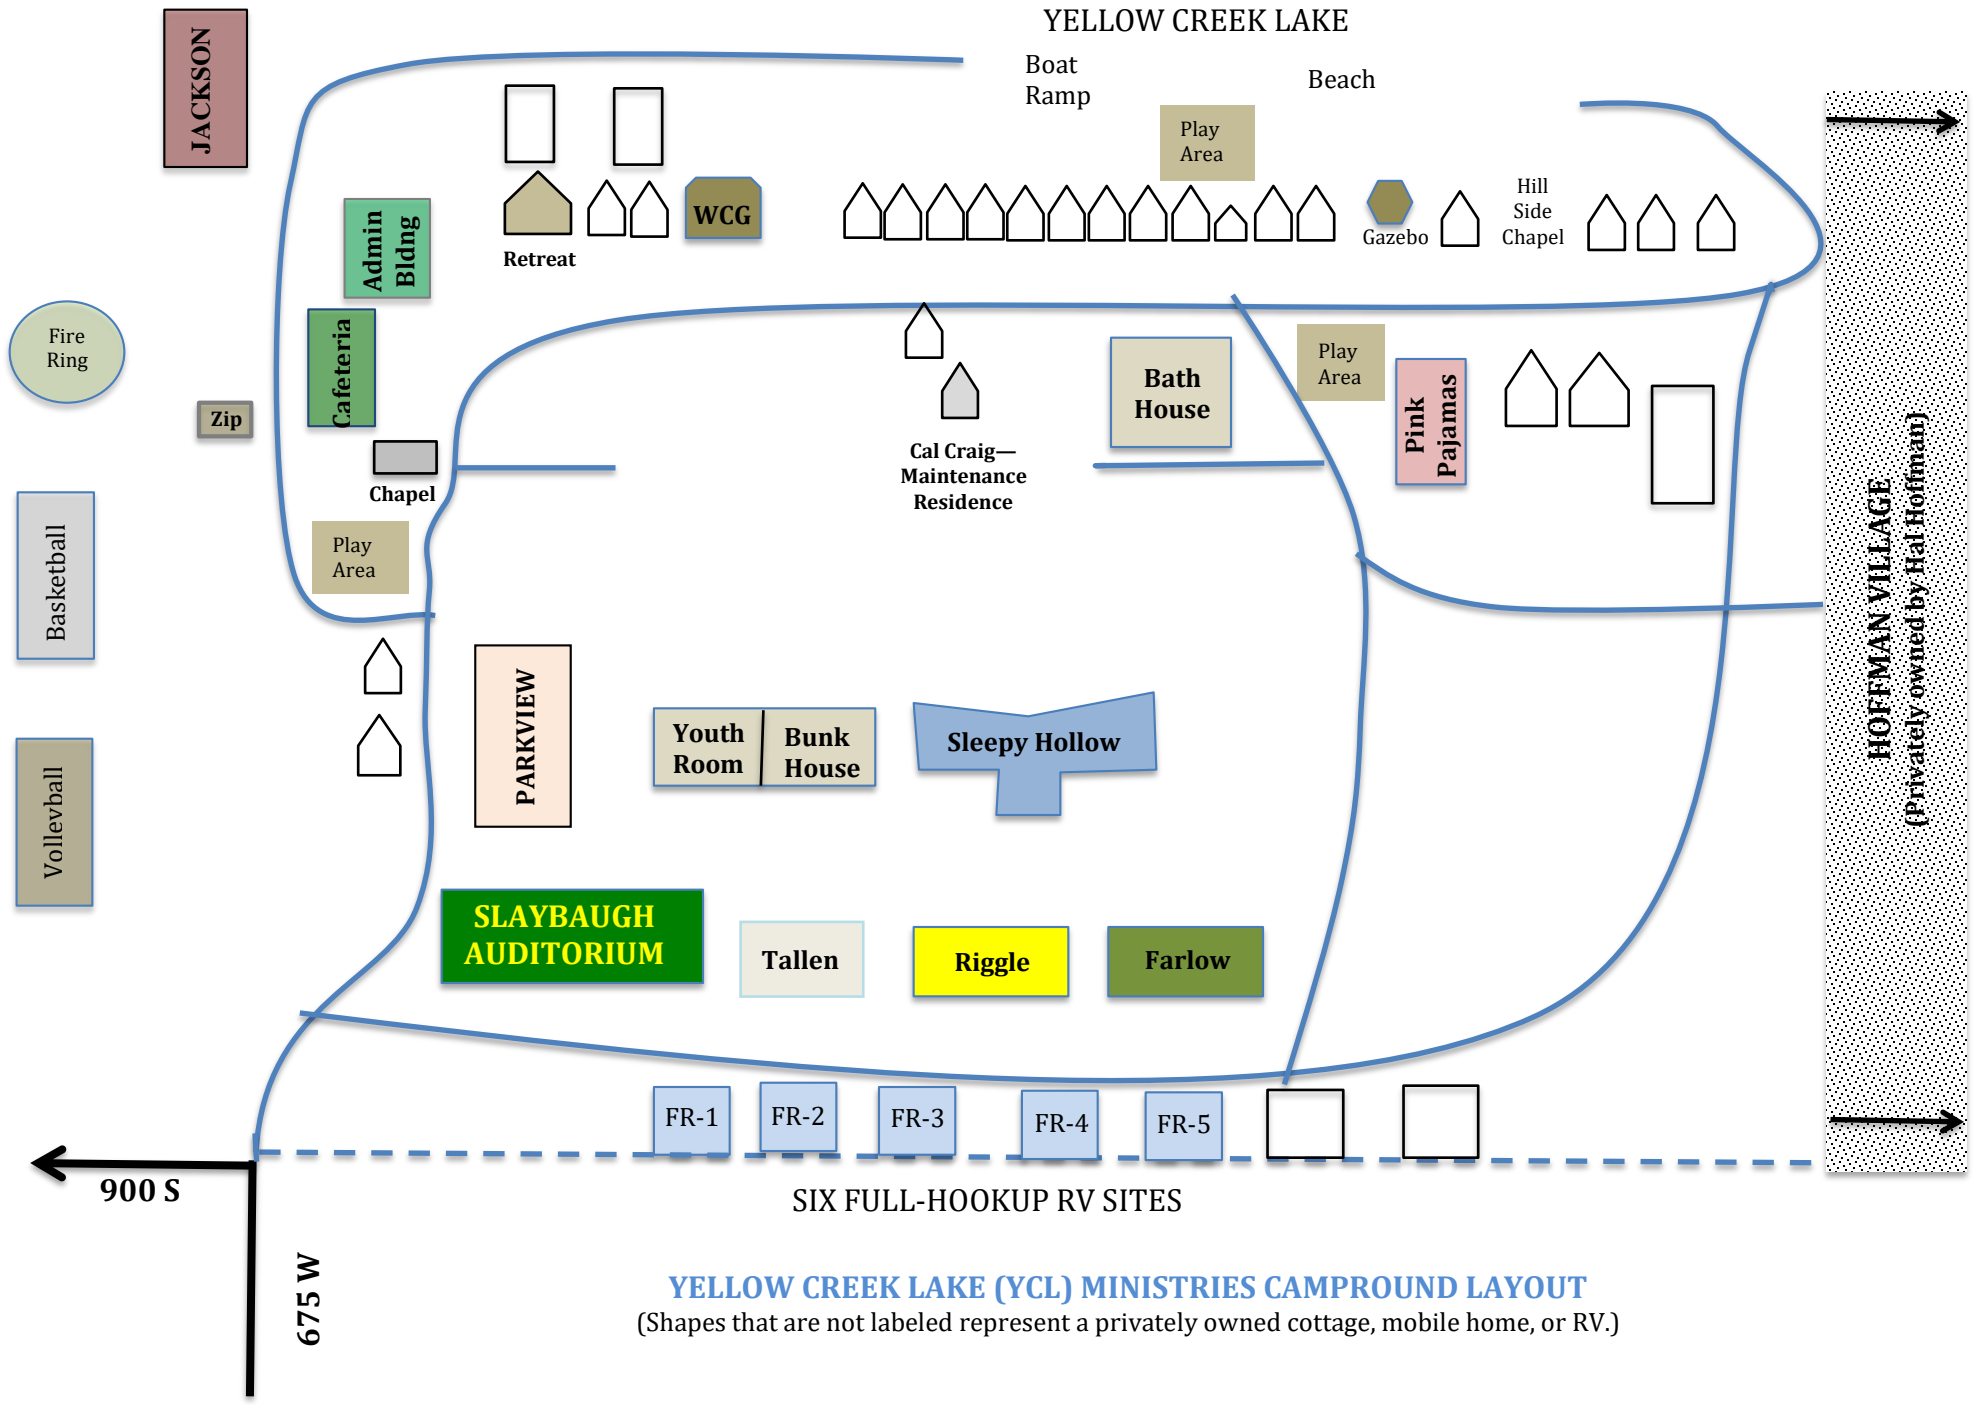 YELLOW CREEK LAKE
JACKSON
Boat
Ramp
Beach
Play
Area
Admin
Bldng
Retreat
WCG
Gazebo
Hill
Side
Chapel
Fire
Ring
Cafeteria
Zip
Chapel
Cal Craig—
Maintenance
Residence
Bath
House
Play
Area
Pink
Pajamas
HOFFMAN VILLAGE
(Privately owned by Hal Hoffman)
Basketball
Play
Area
PARKVIEW
Youth
Room
Bunk
House
Sleepy Hollow
Vollevball
SLAYBAUGH
AUDITORIUM
Tallen
Riggle
Farlow
FR-1
FR-2
FR-3
FR-4
FR-5
900 S
675 W
SIX FULL-HOOKUP RV SITES
YELLOW CREEK LAKE (YCL) MINISTRIES CAMPROUND LAYOUT
(Shapes that are not labeled represent a privately owned cottage, mobile home, or RV.)